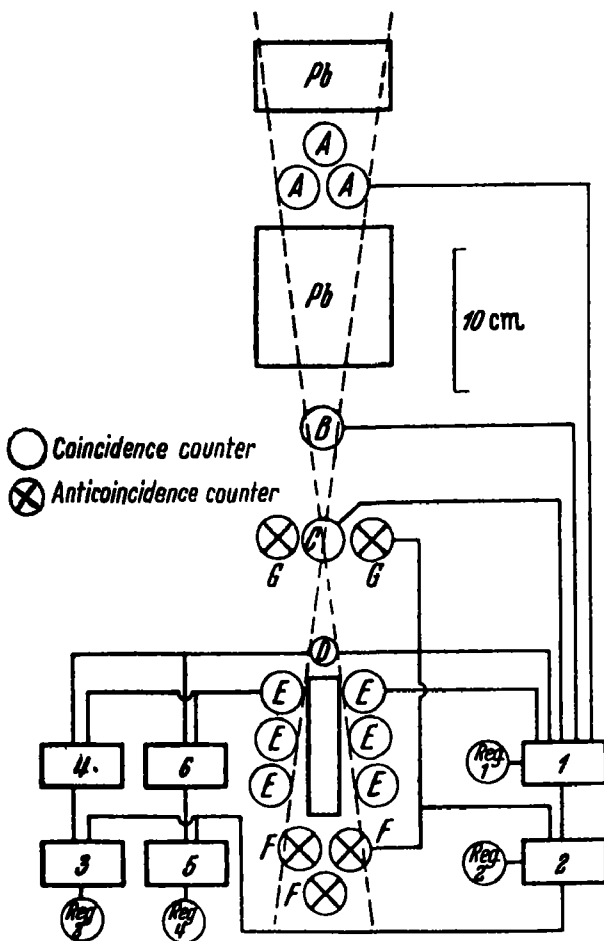 Pb
A
A A
Pb
10 cm
B
Coincidence counter
Anticoincidence counter
C
G G
D
E E
E E
E E
4. 6
Reg. 1
1
F F
3 5
Reg. 2
2
F
Reg. 3
Reg. 4